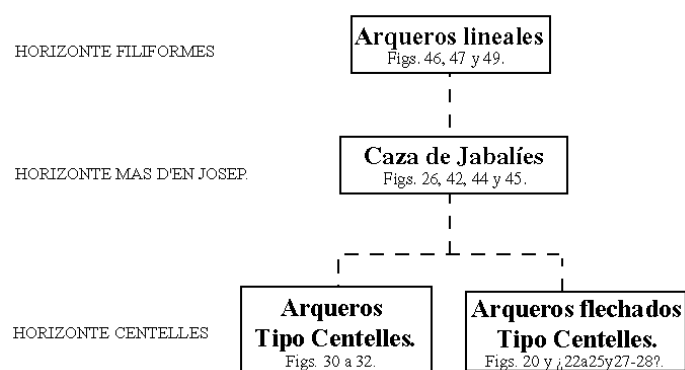 HORIZONTE FILIFORMES
Arqueros lineales
Figs. 46, 47 y 49.
HORIZONTE MAS D'EN JOSEP.
Caza de Jabalíes
Figs. 26, 42, 44 y 45.
HORIZONTE CENTELLES
Arqueros
Tipo Centelles.
Figs. 30 a 32.
Arqueros flechados
Tipo Centelles.
Figs. 20 y ¿22a25y27-28?.